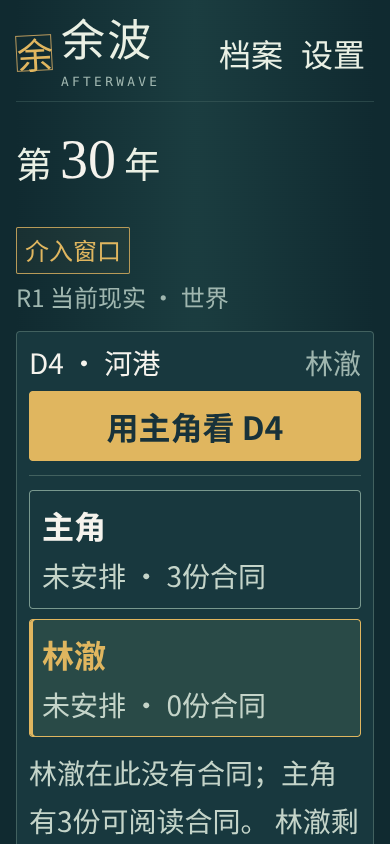 余 余波 档案 设置
AFTERWAVE
第 30 年
介入窗口
R1 当前现实 · 世界
D4 · 河港 林澈
用主角看 D4
主角
未安排 · 3份合同
林澈
未安排 · 0份合同
林澈在此没有合同；主角
有3份可阅读合同。 林澈剩